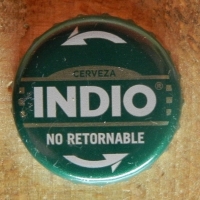 CERVEZA
INDIO®
NO RETORNABLE